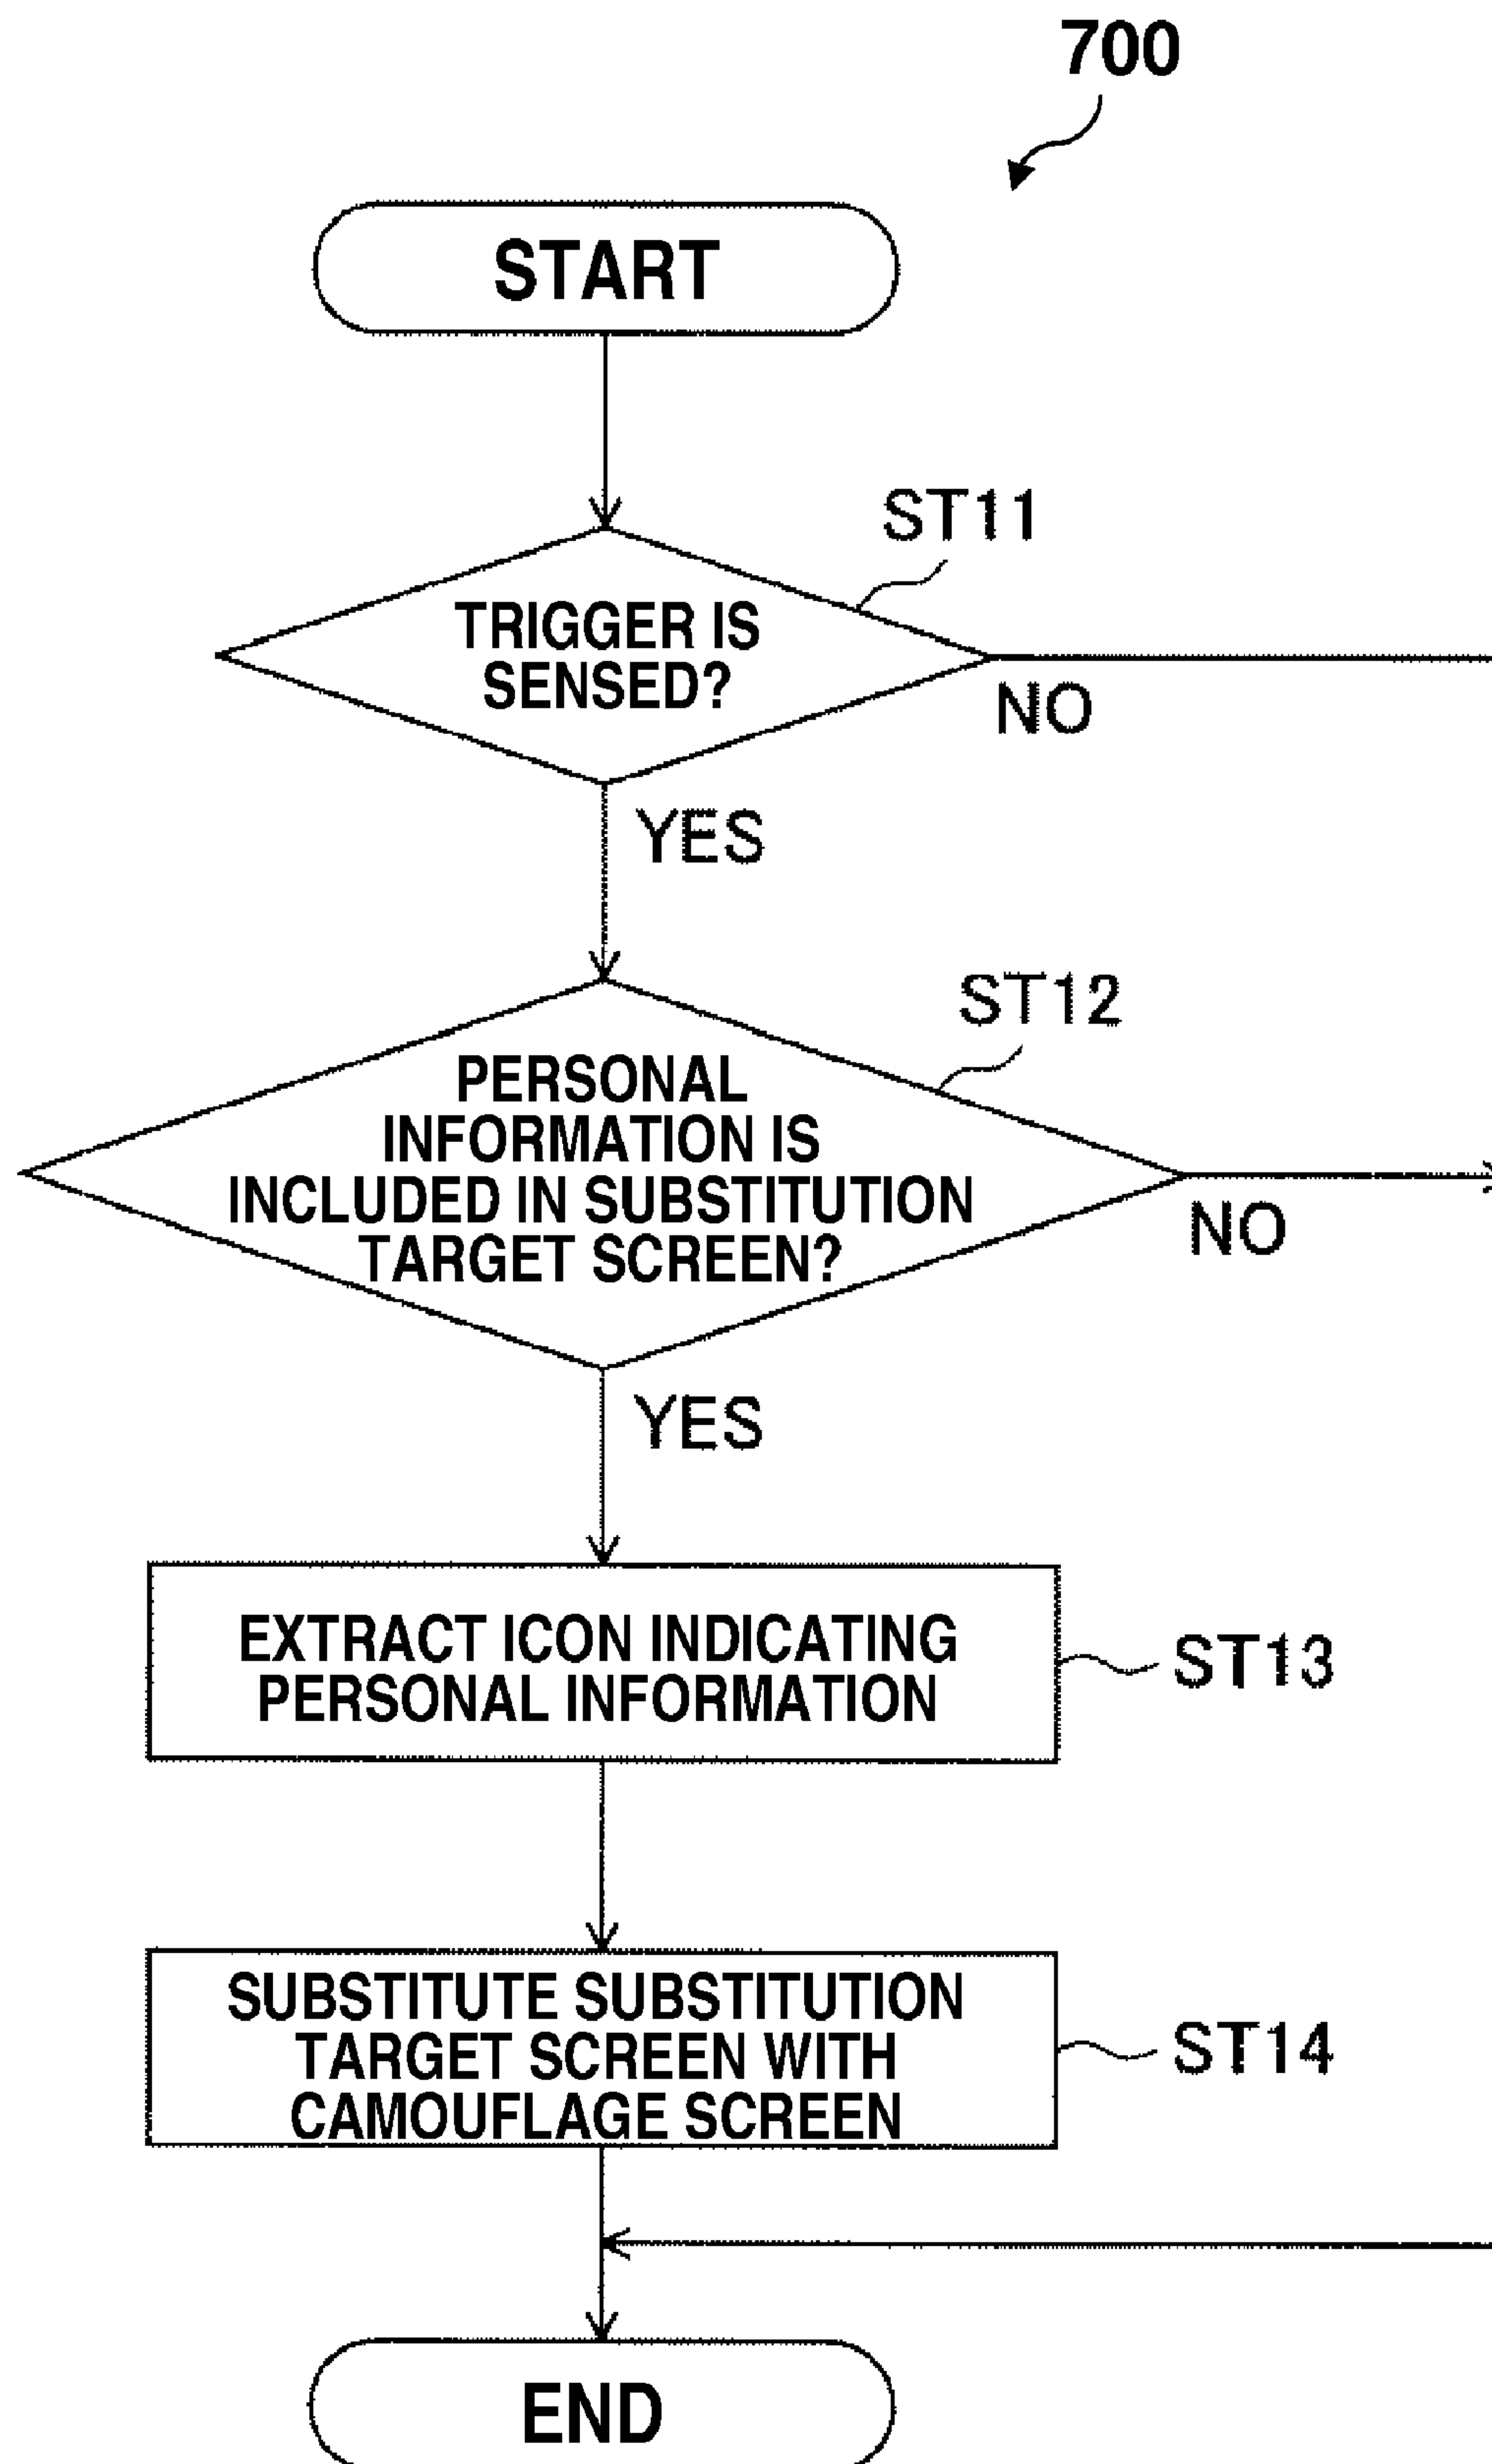 700
START
ST11
TRIGGER IS
SENSED?
NO
YES
ST12
PERSONAL
INFORMATION IS
INCLUDED IN SUBSTITUTION
TARGET SCREEN?
NO
YES
EXTRACT ICON INDICATING
PERSONAL INFORMATION
ST13
SUBSTITUTE SUBSTITUTION
TARGET SCREEN WITH
CAMOUFLAGE SCREEN
ST14
END